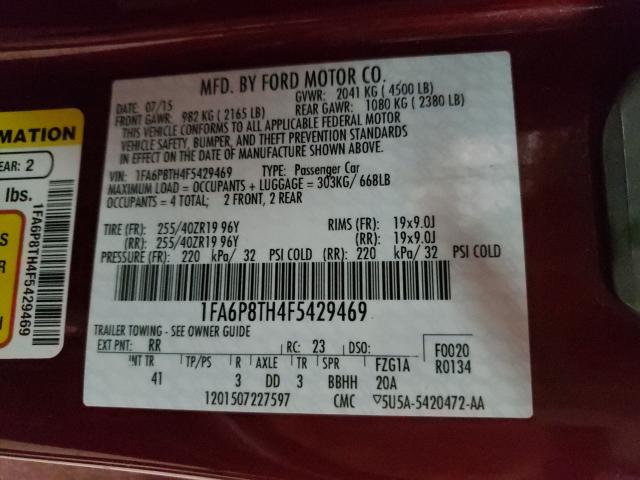 MFD. BY FORD MOTOR CO.
DATE: 07/15 GVWR: 2041 KG ( 4500 LB)
FRONT GAWR: 982 KG ( 2165 LB) REAR GAWR: 1080 KG ( 2380 LB)
THIS VEHICLE CONFORMS TO ALL APPLICABLE FEDERAL MOTOR
VEHICLE SAFETY, BUMPER, AND THEFT PREVENTION STANDARDS
IN EFFECT ON THE DATE OF MANUFACTURE SHOWN ABOVE.
VIN: 1FA6P8TH4F5429469 TYPE: Passenger Car
MAXIMUM LOAD = OCCUPANTS + LUGGAGE = 303KG/ 668LB
OCCUPANTS = 4 TOTAL; 2 FRONT, 2 REAR
TIRE (FR): 255/40ZR19 96Y RIMS (FR): 19x9.0J
(RR): 255/40ZR19 96Y (RR): 19x9.0J
PRESSURE (FR): 220 kPa/ 32 PSI COLD (RR): 220 kPa/ 32 PSI COLD
1FA6P8TH4F5429469
TRAILER TOWING - SEE OWNER GUIDE
EXT PNT: RR RC: 23 DSO: F0020
R0134
INT TR TP/PS R AXLE TR SPR FZG1A
41 3 DD 3 BBHH 20A
1201507227597 CMC ▽5U5A-5420472-AA
RMATION
EAR: 2
lbs.
1FA6P8TH4F5429469
S
R
N